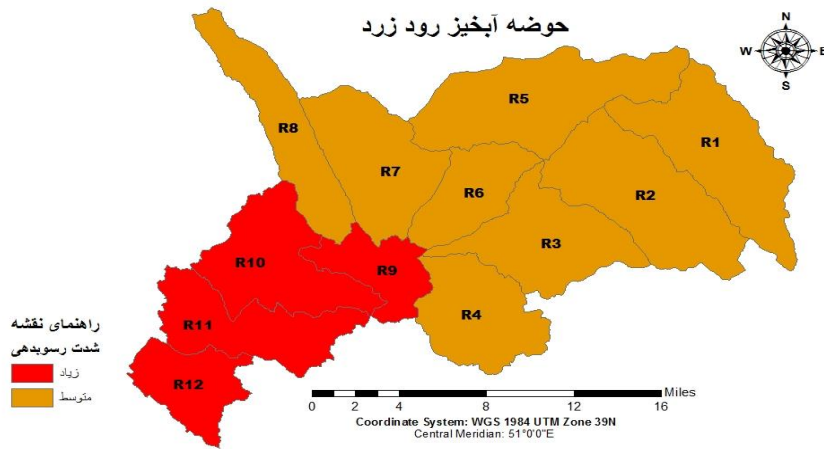 حوضه آبخیز رود زرد
N
W E
S
R5
R8
R1
R7
R6
R2
R3
R10
R9
R4
R11
R12
راهنمای نقشه
شدت رسوبدهی
زیاد
متوسط
Miles
0 2 4 8 12 16
Coordinate System: WGS 1984 UTM Zone 39N
Central Meridian: 51°0'0"E